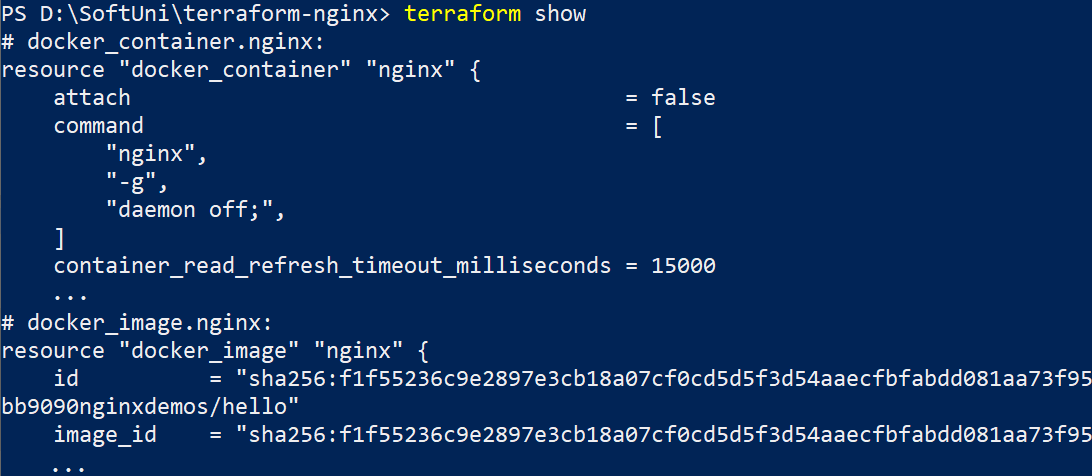 PS D:\SoftUni\terraform-nginx> terraform show
# docker_container.nginx:
resource "docker_container" "nginx" {
    attach                                      = false
    command                                     = [
        "nginx",
        "-g",
        "daemon off;",
    ]
    container_read_refresh_timeout_milliseconds = 15000
    ...
# docker_image.nginx:
resource "docker_image" "nginx" {
    id          = "sha256:f1f55236c9e2897e3cb18a07cf0cd5d5f3d54aaecfbfabdd081aa73f95
bb9090nginxdemos/hello"
    image_id    = "sha256:f1f55236c9e2897e3cb18a07cf0cd5d5f3d54aaecfbfabdd081aa73f95
    ...